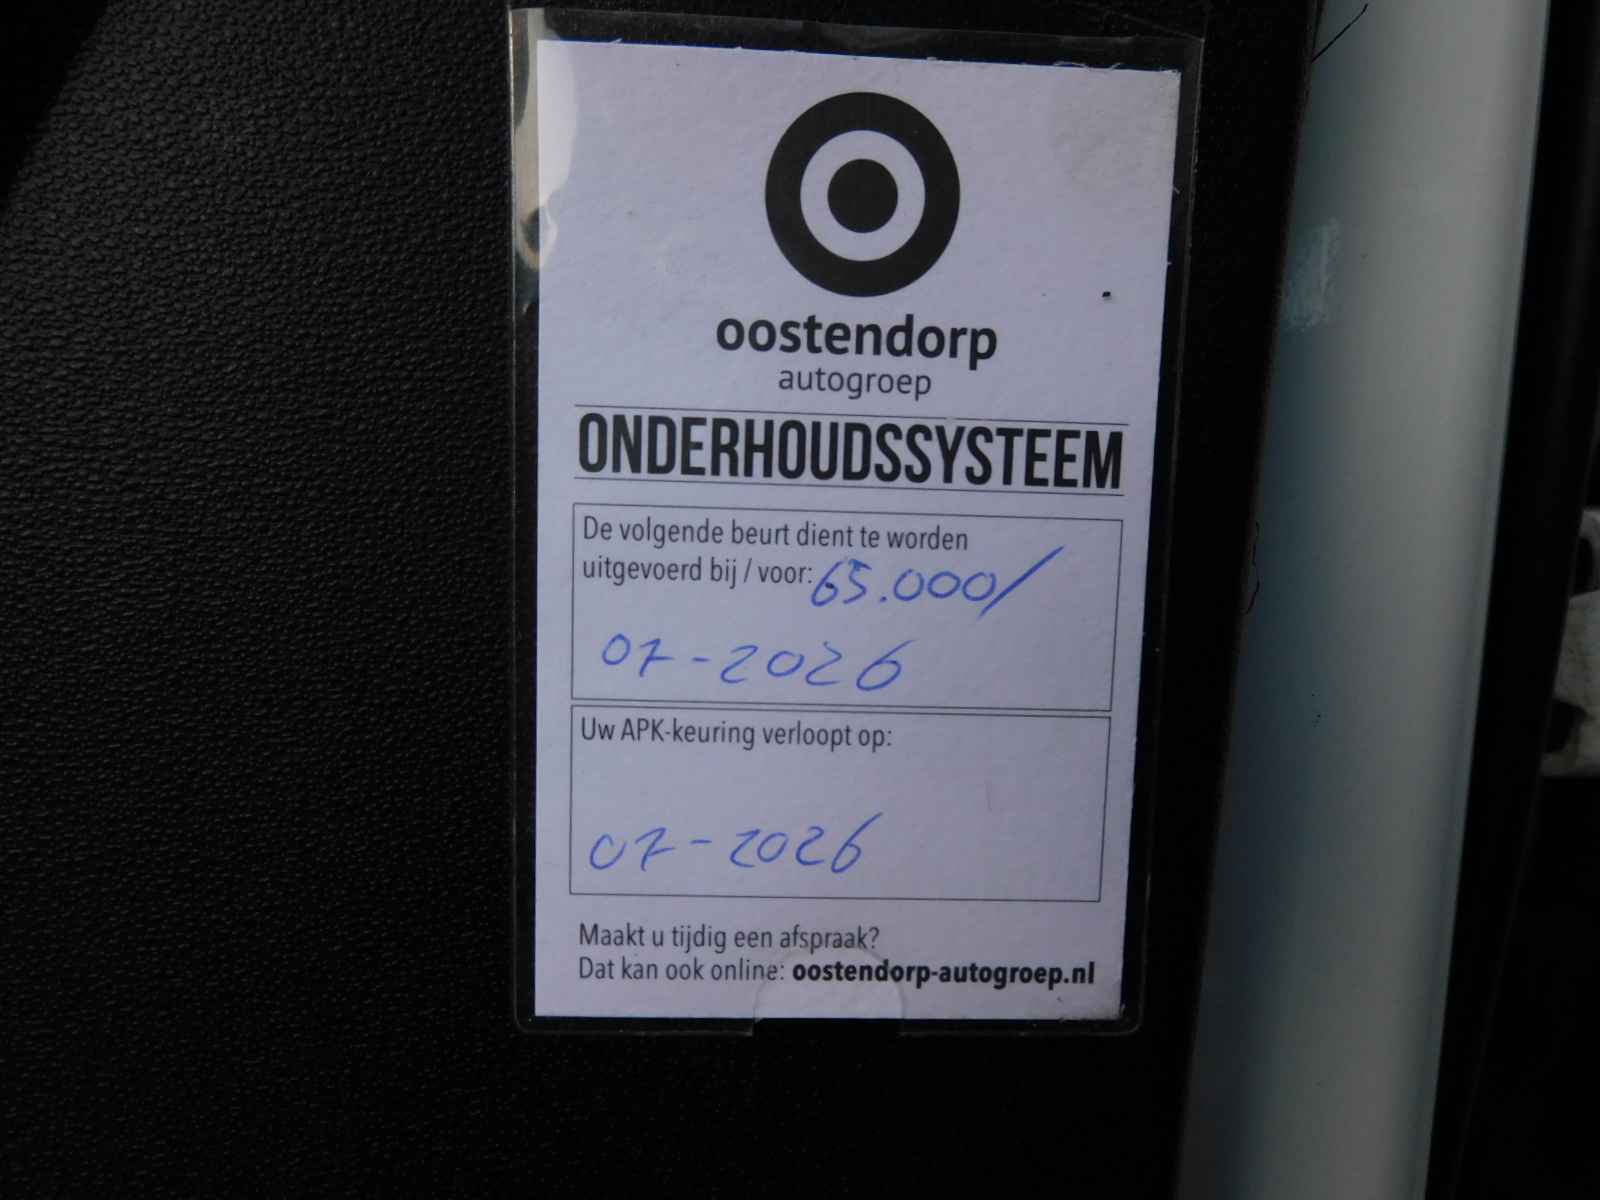 oostendorp
autogroep
ONDERHOUDSSYSTEEM
De volgende beurt dient te worden
uitgevoerd bij / voor: 65.000/
07-2026
Uw APK-keuring verloopt op:
07-2026
Maakt u tijdig een afspraak?
Dat kan ook online: oostendorp-autogroep.nl